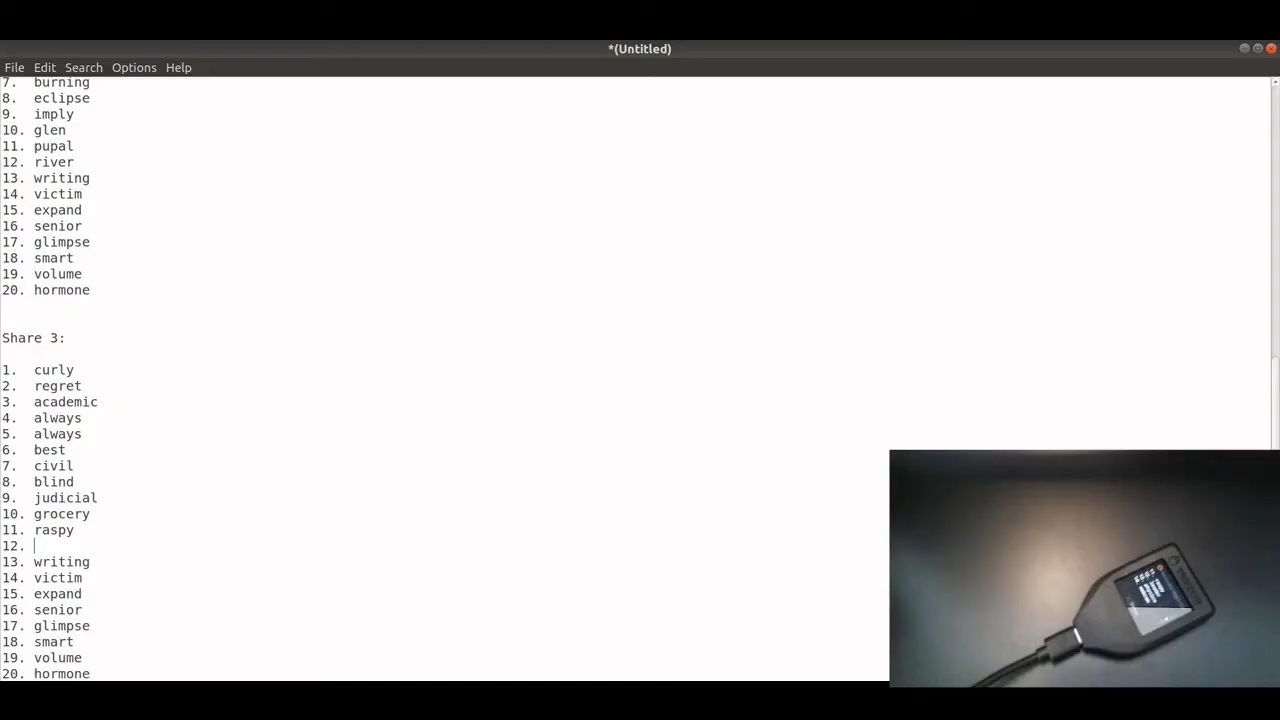 *(Untitled)
File Edit Search Options Help
7. burning
8. eclipse
9. imply
10. glen
11. pupal
12. river
13. writing
14. victim
15. expand
16. senior
17. glimpse
18. smart
19. volume
20. hormone
Share 3:
1. curly
2. regret
3. academic
4. always
5. always
6. best
7. civil
8. blind
9. judicial
10. grocery
11. raspy
12.
13. writing
14. victim
15. expand
16. senior
17. glimpse
18. smart
19. volume
20. hormone